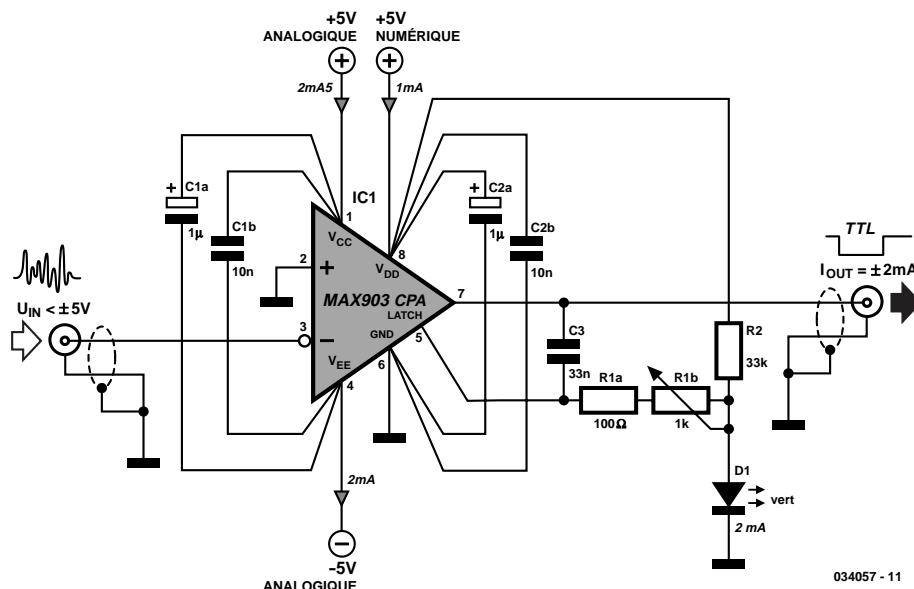 +5V
ANALOGIQUE
+5V
NUMÉRIQUE
2mA5
1mA
+ C1a
1µ
C1b
10n
IC1
1
VCC
2
+
VDD
8
MAX903 CPA
LATCH
7
3
−
GND
5
VEE
4
6
+ C2a
1µ
C2b
10n
UIN < ±5V
TTL
IOUT = ±2mA
C3
33n
R1a
100Ω
R1b
1k
R2
33k
D1
vert
2 mA
2mA
−5V
ANALOGIQUE
034057 - 11